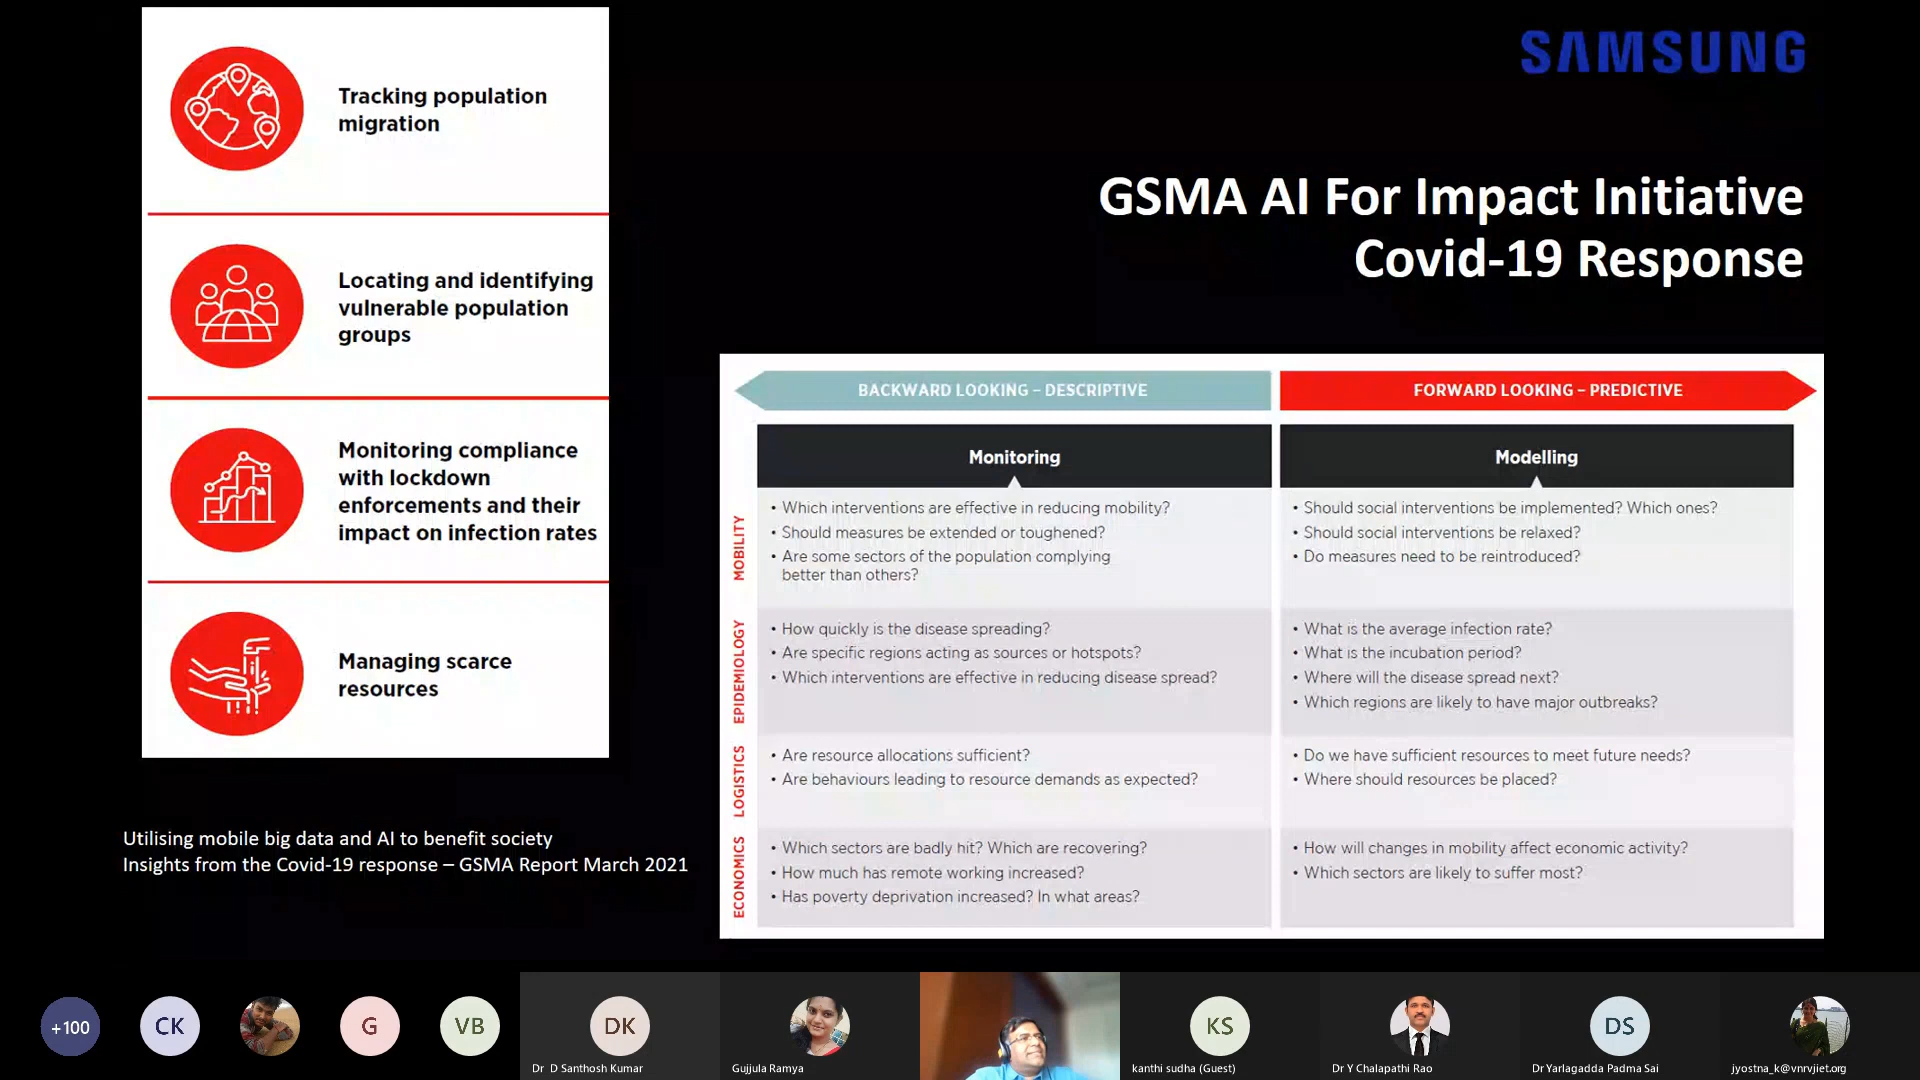 Tracking population
migration
Locating and identifying
vulnerable population
groups
Monitoring compliance
with lockdown
enforcements and their
impact on infection rates
Managing scarce
resources
Utilising mobile big data and AI to benefit society
Insights from the Covid-19 response – GSMA Report March 2021
SAMSUNG
GSMA AI For Impact Initiative
Covid-19 Response
BACKWARD LOOKING – DESCRIPTIVE
FORWARD LOOKING – PREDICTIVE
Monitoring
Modelling
MOBILITY
• Which interventions are effective in reducing mobility?
• Should measures be extended or toughened?
• Are some sectors of the population complying
better than others?
• Should social interventions be implemented? Which ones?
• Should social interventions be relaxed?
• Do measures need to be reintroduced?
EPIDEMIOLOGY
• How quickly is the disease spreading?
• Are specific regions acting as sources or hotspots?
• Which interventions are effective in reducing disease spread?
• What is the average infection rate?
• What is the incubation period?
• Where will the disease spread next?
• Which regions are likely to have major outbreaks?
LOGISTICS
• Are resource allocations sufficient?
• Are behaviours leading to resource demands as expected?
• Do we have sufficient resources to meet future needs?
• Where should resources be placed?
ECONOMICS
• Which sectors are badly hit? Which are recovering?
• How much has remote working increased?
• Has poverty deprivation increased? In what areas?
• How will changes in mobility affect economic activity?
• Which sectors are likely to suffer most?
+100
CK
G
VB
DK
Dr D Santhosh Kumar
Gujjula Ramya
KS
kanthi sudha (Guest)
Dr Y Chalapathi Rao
DS
Dr Yarlagadda Padma Sai
jyostna_k@vnrvjiet.org